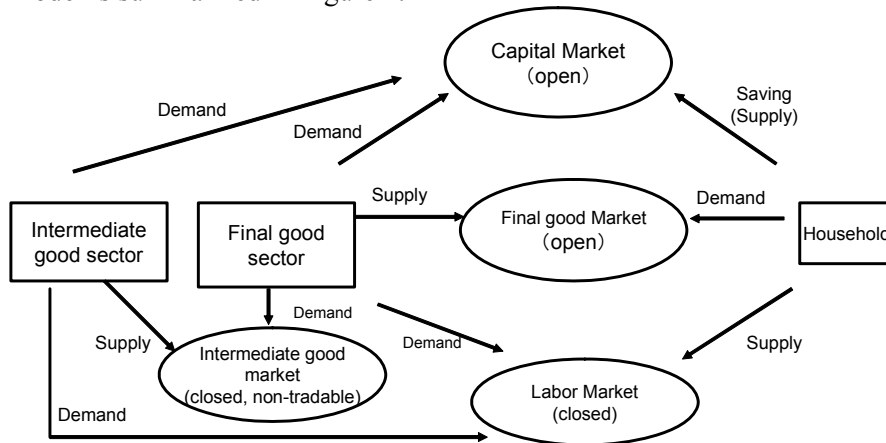 Capital Market
（open）
Demand
Demand
Saving
(Supply)
Supply
Demand
Intermediate
good sector
Final good
sector
Final good Market
（open）
Household
Demand
Supply
Demand
Supply
Intermediate good
market
(closed, non-tradable)
Labor Market
(closed)
Demand